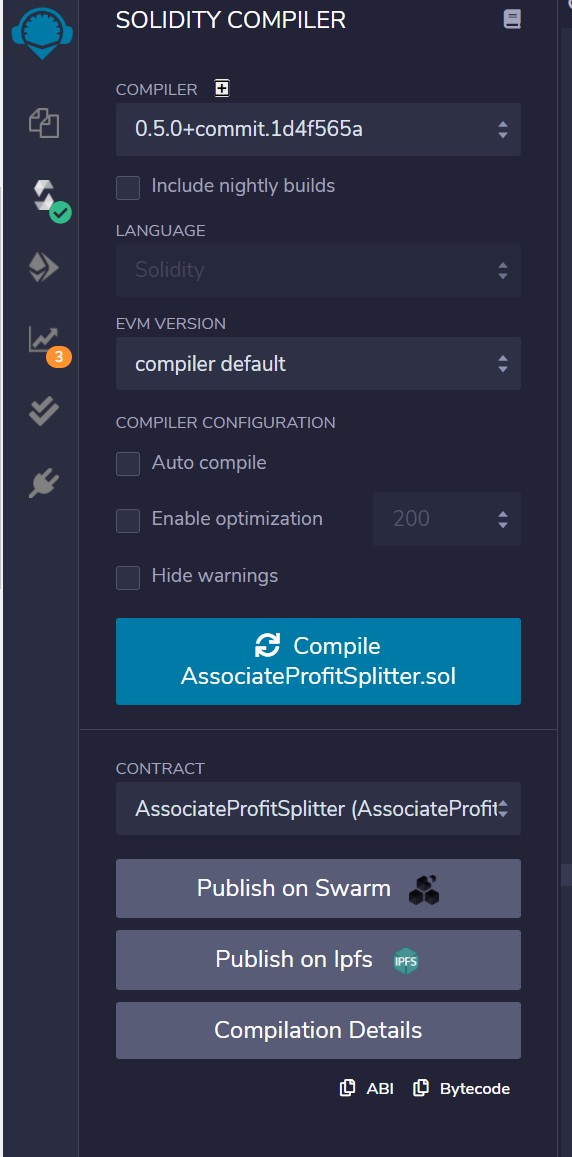 SOLIDITY COMPILER
COMPILER
0.5.0+commit.1d4f565a
Include nightly builds
LANGUAGE
Solidity
EVM VERSION
compiler default
3
COMPILER CONFIGURATION
Auto compile
Enable optimization 200
Hide warnings
Compile
AssociateProfitSplitter.sol
CONTRACT
AssociateProfitSplitter (AssociateProfit
Publish on Swarm
Publish on Ipfs IPFS
Compilation Details
ABI Bytecode